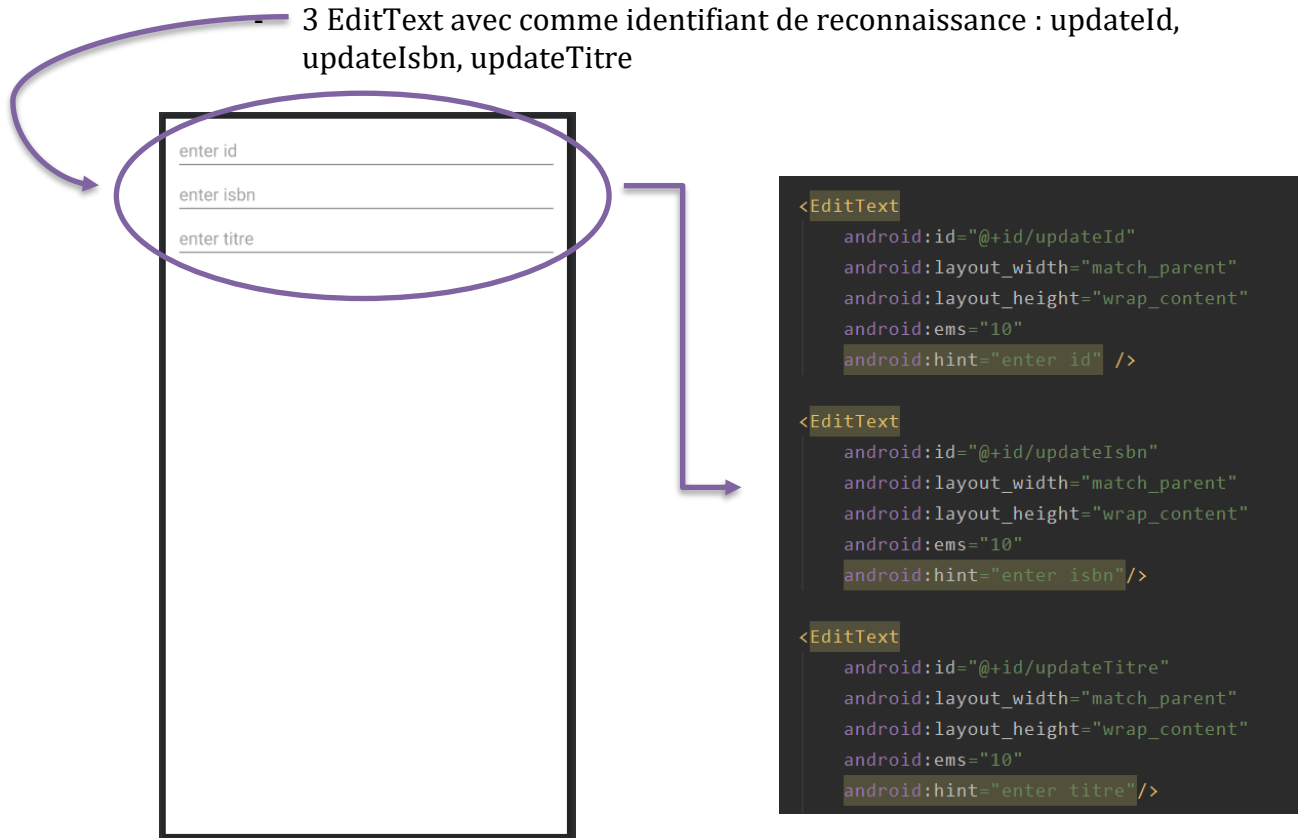 - 3 EditText avec comme identifiant de reconnaissance : updateId,
updateIsbn, updateTitre
enter id
enter isbn
enter titre
<EditText
android:id="@+id/updateId"
android:layout_width="match_parent"
android:layout_height="wrap_content"
android:ems="10"
android:hint="enter id" />
<EditText
android:id="@+id/updateIsbn"
android:layout_width="match_parent"
android:layout_height="wrap_content"
android:ems="10"
android:hint="enter isbn"/>
<EditText
android:id="@+id/updateTitre"
android:layout_width="match_parent"
android:layout_height="wrap_content"
android:ems="10"
android:hint="enter titre"/>